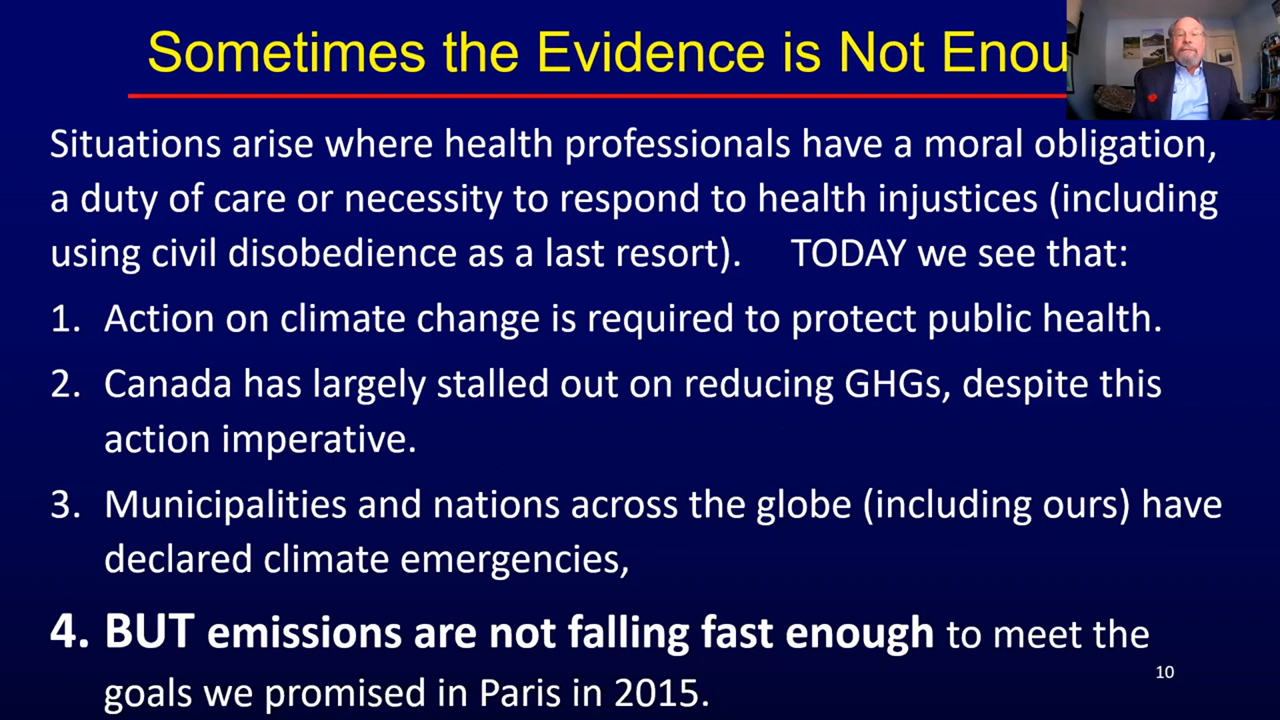 Sometimes the Evidence is Not Enou
Situations arise where health professionals have a moral obligation,
a duty of care or necessity to respond to health injustices (including
using civil disobedience as a last resort). TODAY we see that:
1. Action on climate change is required to protect public health.
2. Canada has largely stalled out on reducing GHGs, despite this
action imperative.
3. Municipalities and nations across the globe (including ours) have
declared climate emergencies,
4. BUT emissions are not falling fast enough to meet the
goals we promised in Paris in 2015.
10